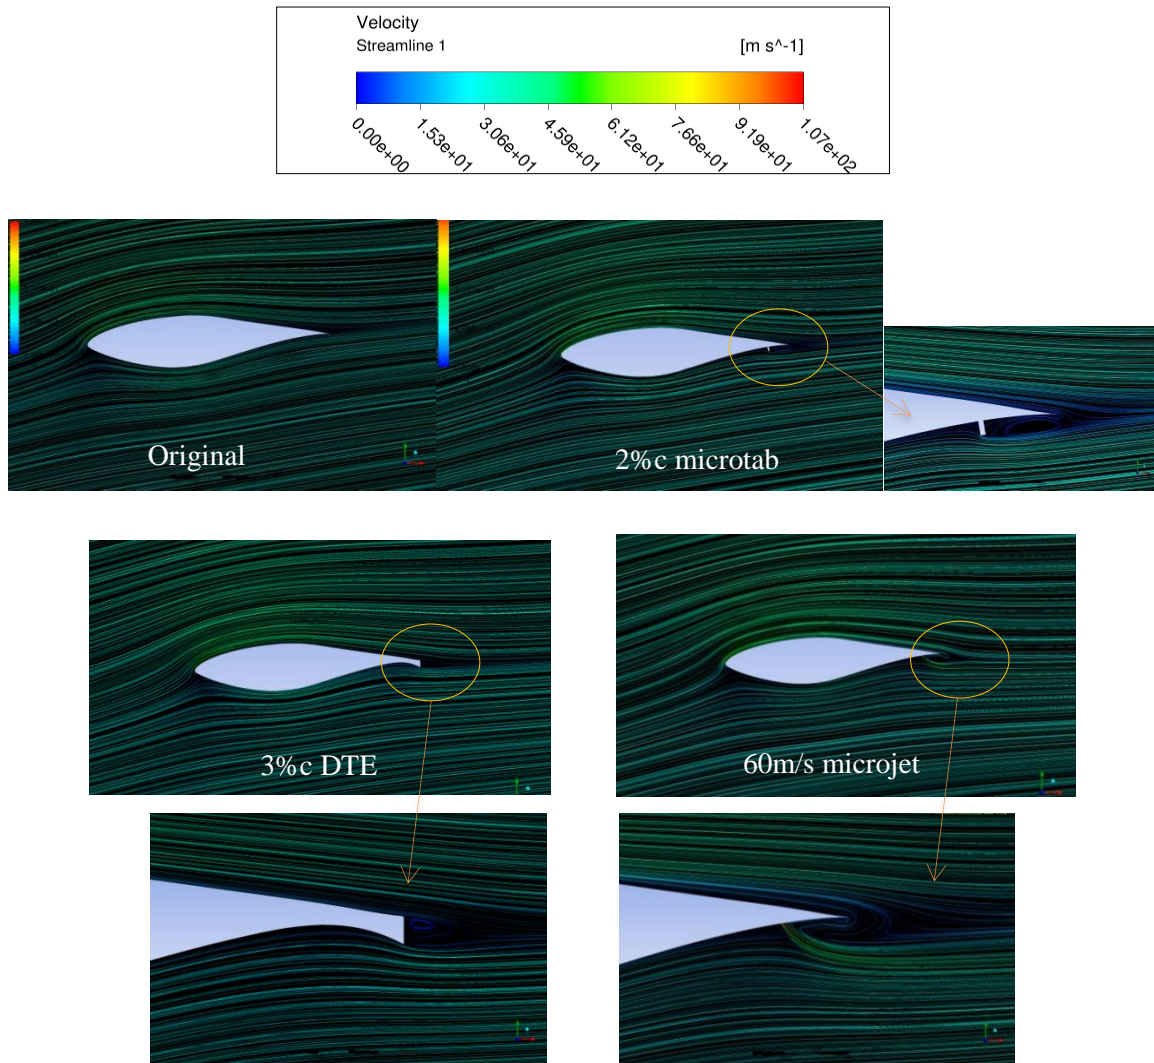 Velocity
Streamline 1
[m s^-1]
0.00e+00
1.53e+01
3.06e+01
4.59e+01
6.12e+01
7.66e+01
9.19e+01
1.07e+02
Original
2%c microtab
3%c DTE
60m/s microjet